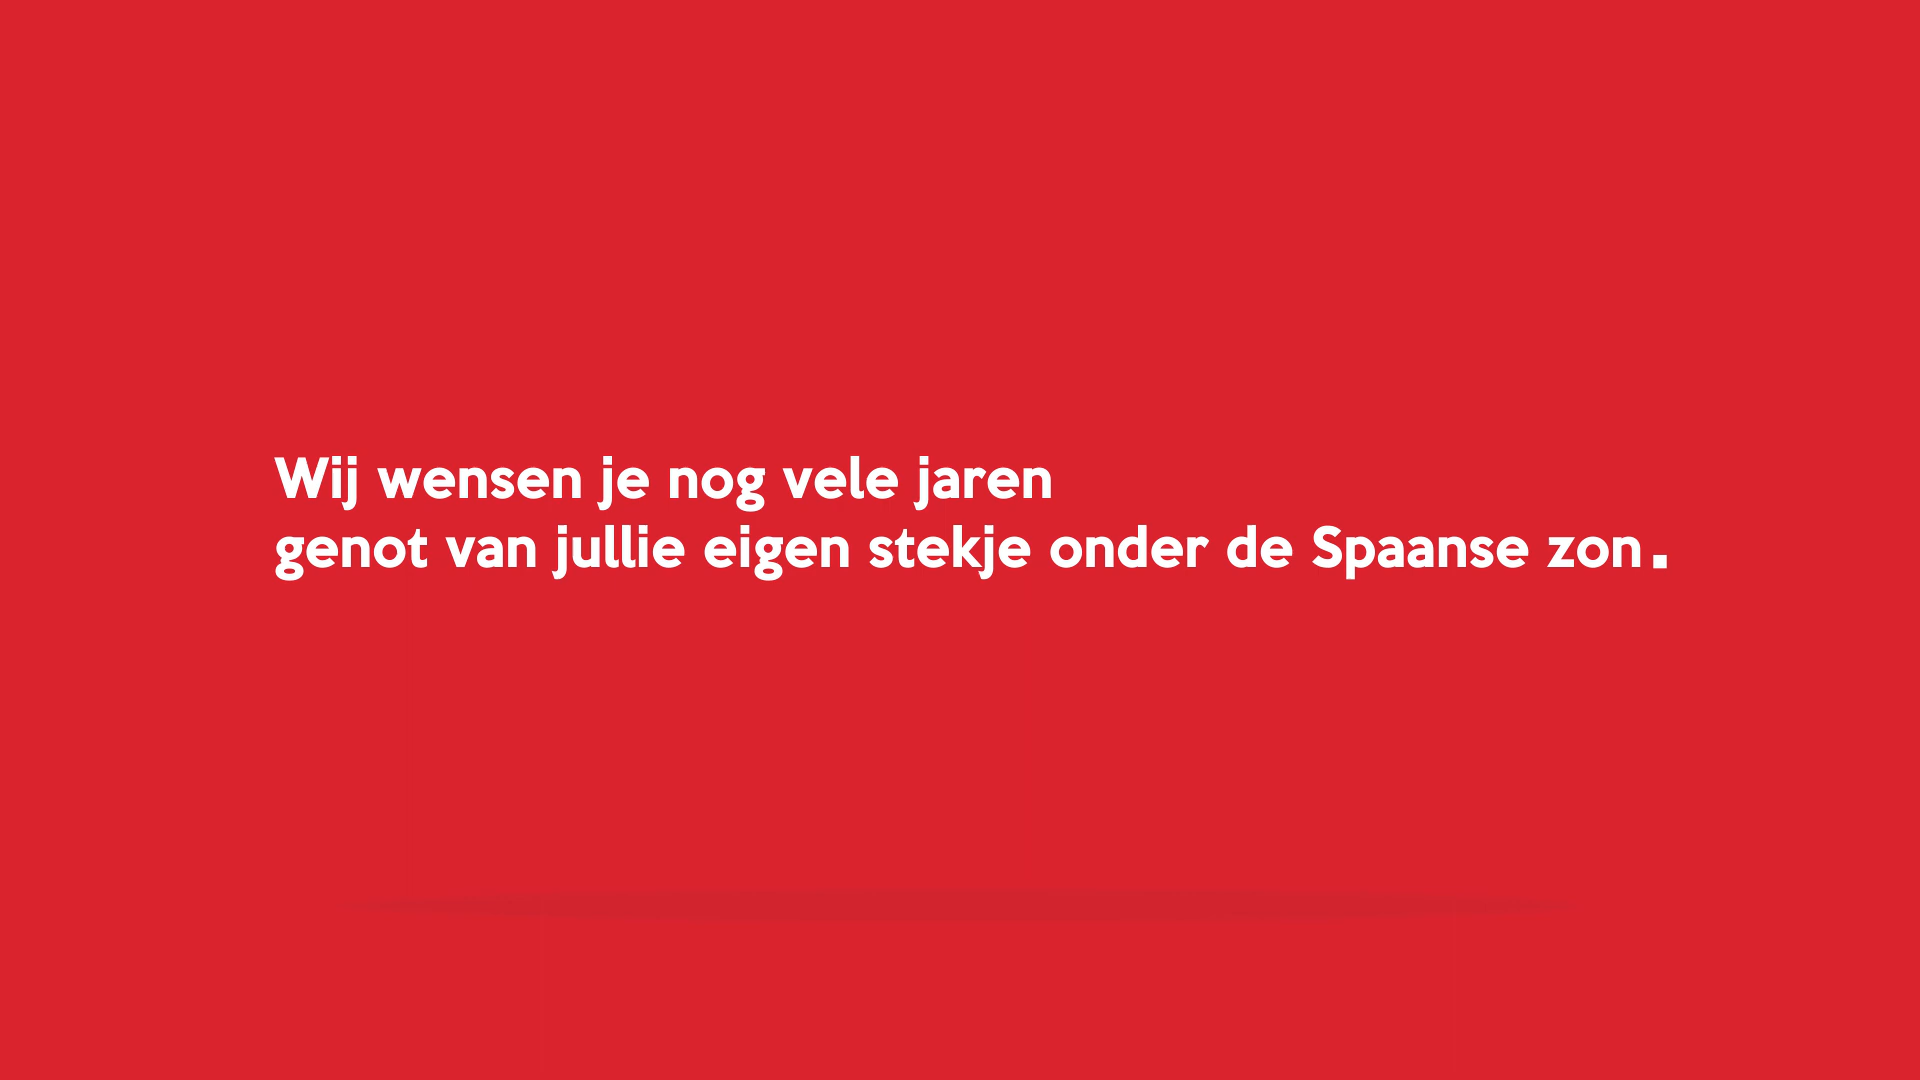 Wij wensen je nog vele jaren
genot van jullie eigen stekje onder de Spaanse zon.